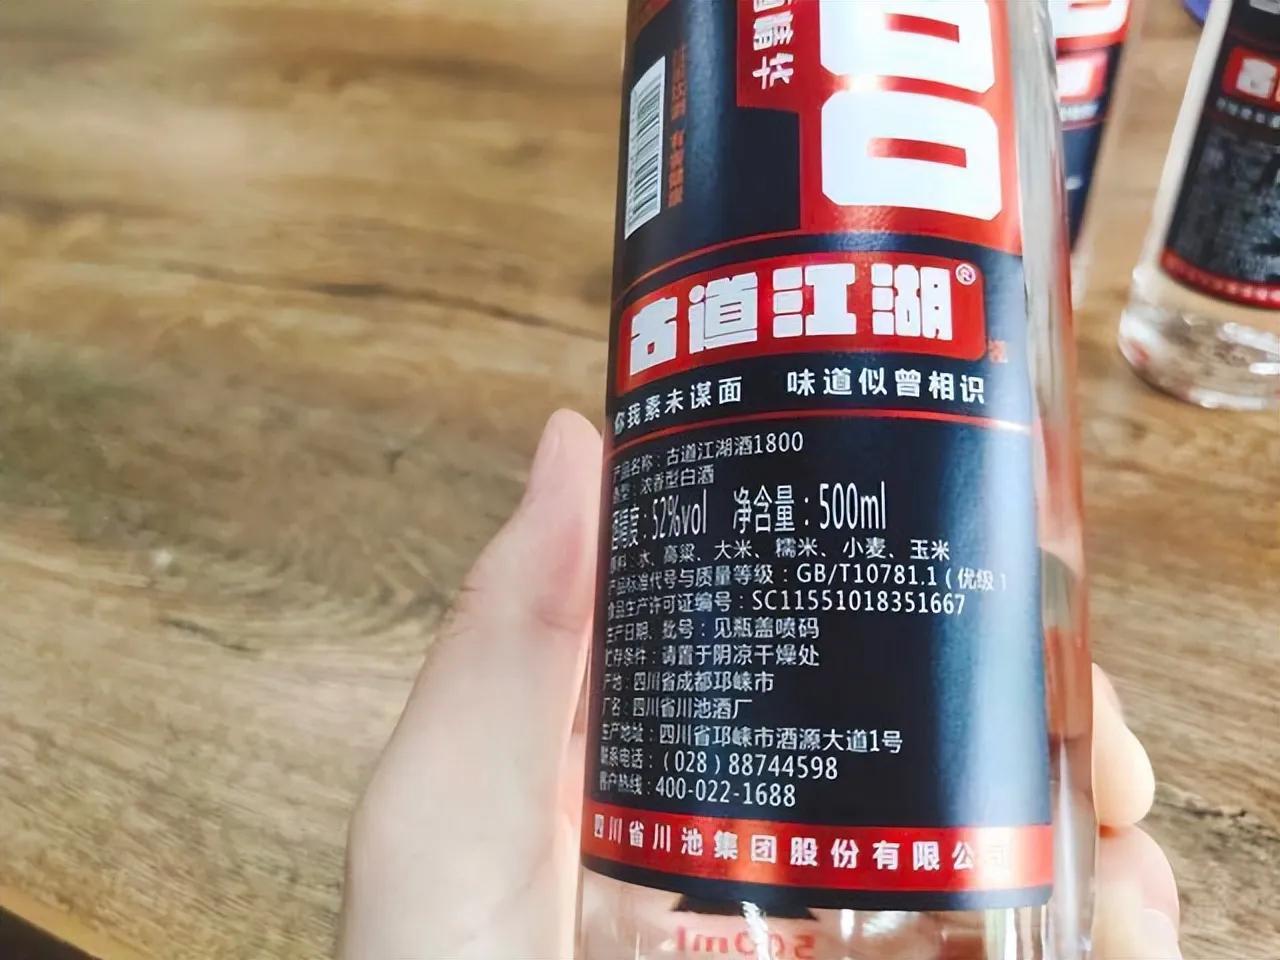 古道江湖®
你我素未谋面 味道似曾相识
产品名称:古道江湖酒1800
香型:浓香型白酒
酒精度:52%vol 净含量:500ml
原料:水、高粱、大米、糯米、小麦、玉米
产品标准代号与质量等级:GB/T10781.1(优级)
食品生产许可证编号:SC11551018351667
生产日期、批号:见瓶盖喷码
贮存条件:请置于阴凉干燥处
产地:四川省成都邛崃市
厂名:四川省川池酒厂
生产地址:四川省邛崃市酒源大道1号
联系电话:(028)88744598
客户热线:400-022-1688
四川省川池集团股份有限公司
500ml